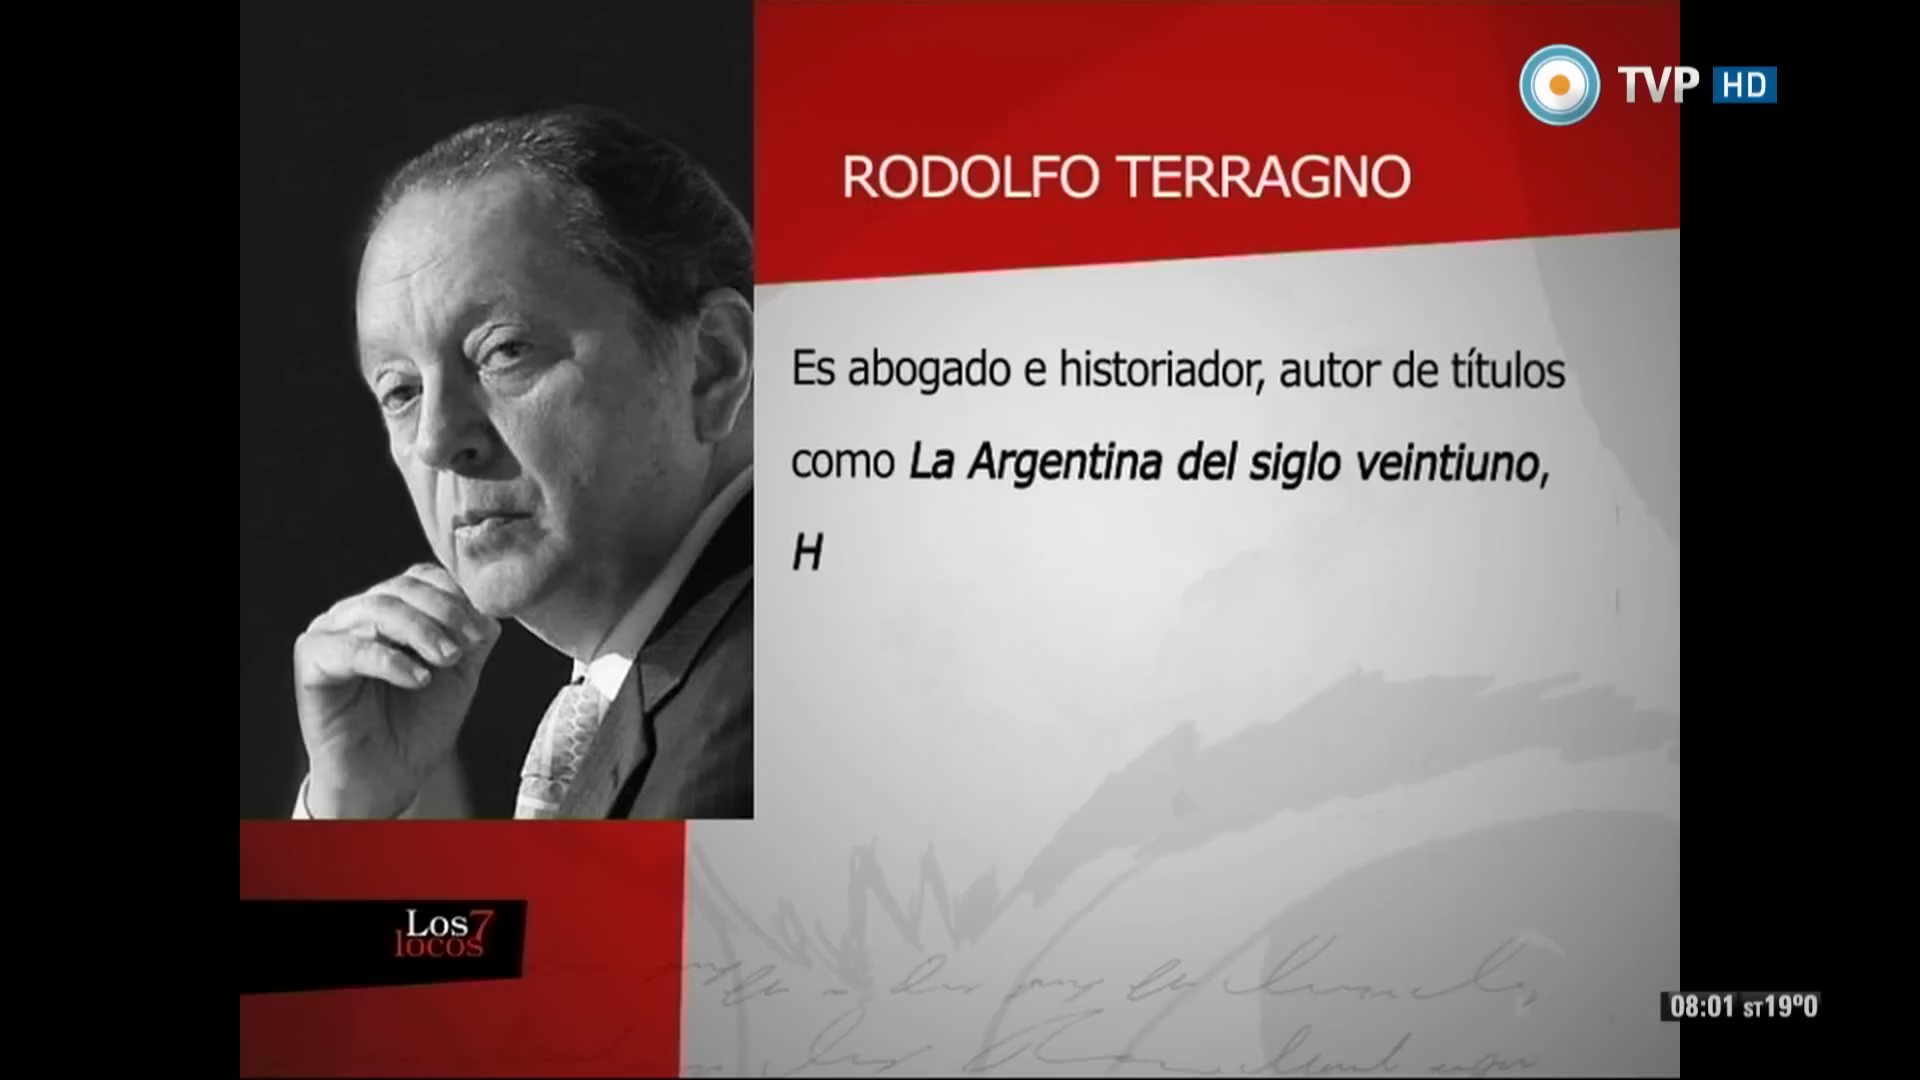 TVP HD
RODOLFO TERRAGNO
Es abogado e historiador, autor de títulos
como La Argentina del siglo veintiuno,
H
Los 7
locos
08:01 ST19º0